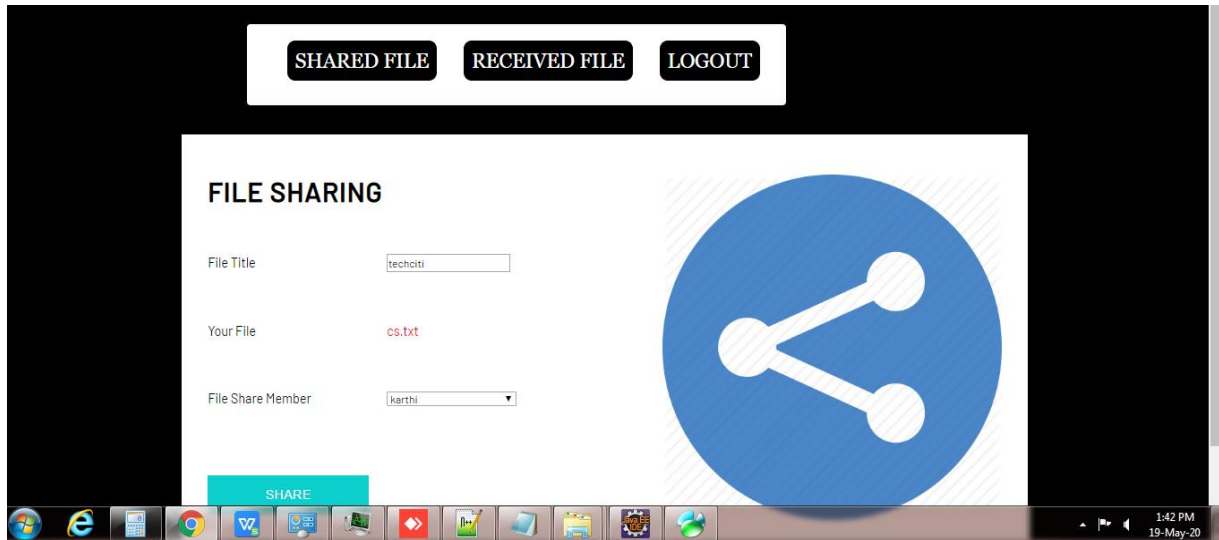 SHARED FILE RECEIVED FILE LOGOUT
FILE SHARING
File Title techciti
Your File cs.txt
File Share Member karthi
SHARE
1:42 PM
19-May-20